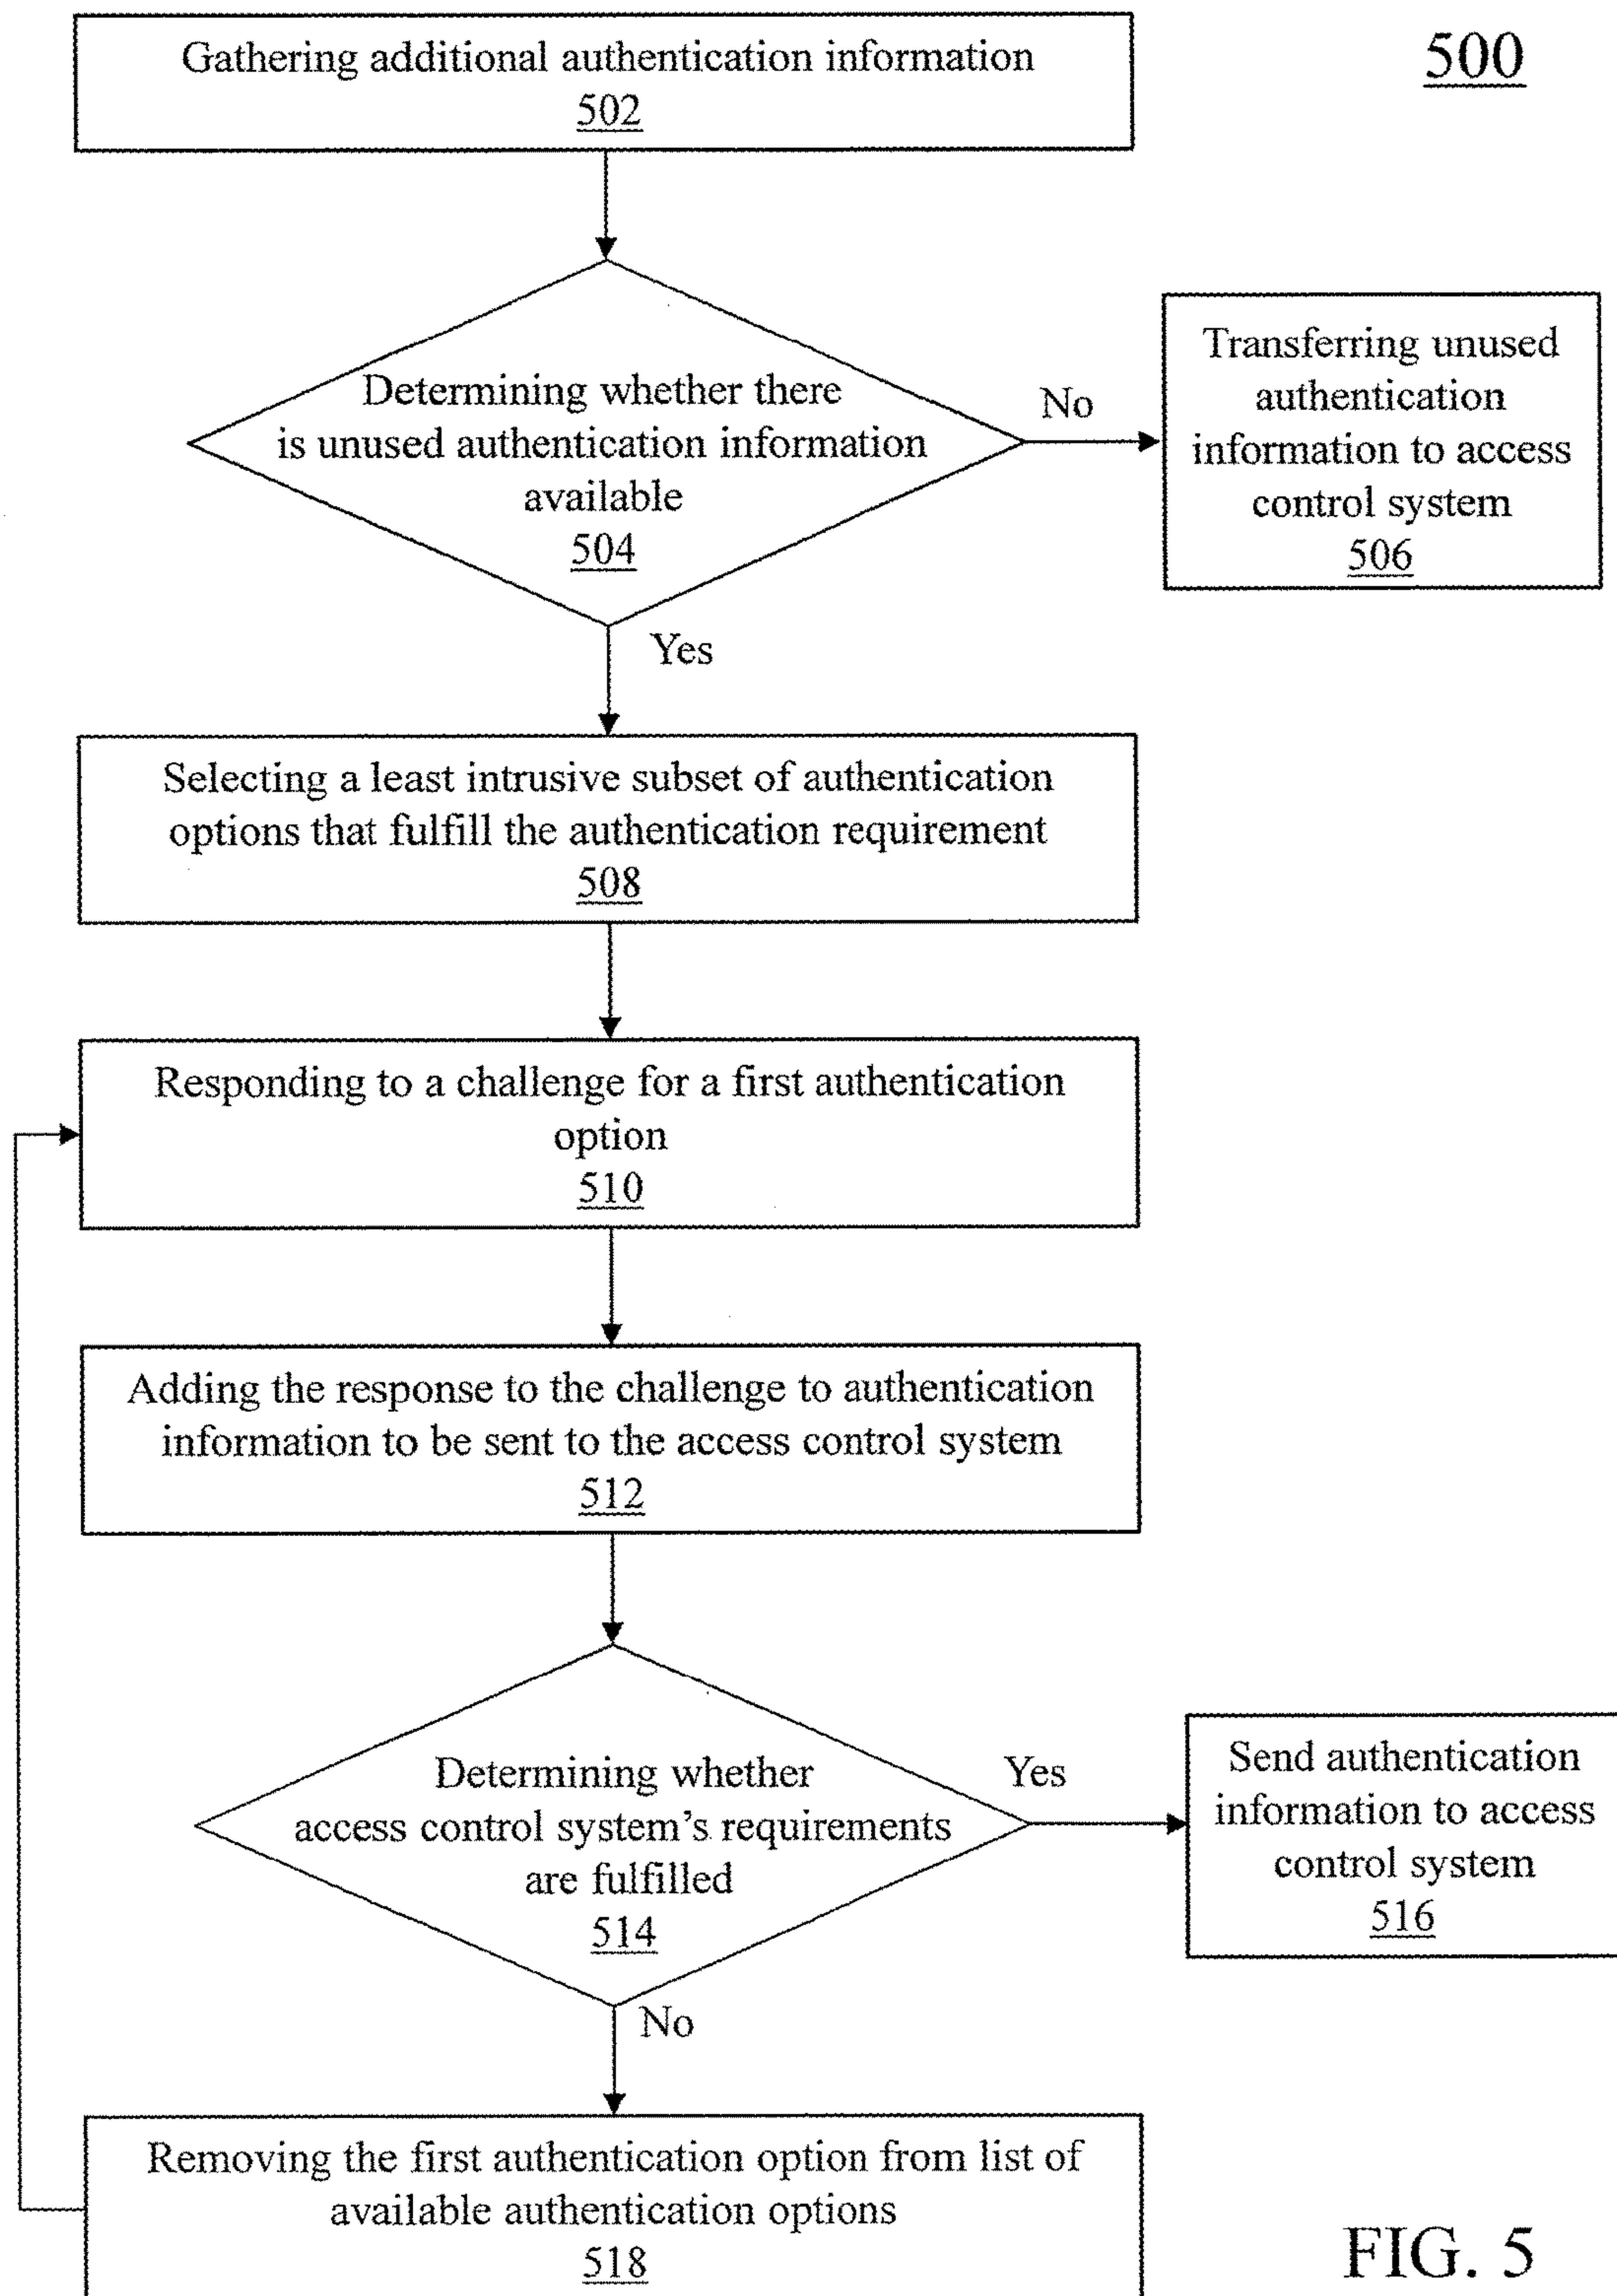 500
Gathering additional authentication information
502
Determining whether there
is unused authentication information
available
504
No
Transferring unused
authentication
information to access
control system
506
Yes
Selecting a least intrusive subset of authentication
options that fulfill the authentication requirement
508
Responding to a challenge for a first authentication
option
510
Adding the response to the challenge to authentication
information to be sent to the access control system
512
Determining whether
access control system's requirements
are fulfilled
514
Yes
Send authentication
information to access
control system
516
No
Removing the first authentication option from list of
available authentication options
518
FIG. 5